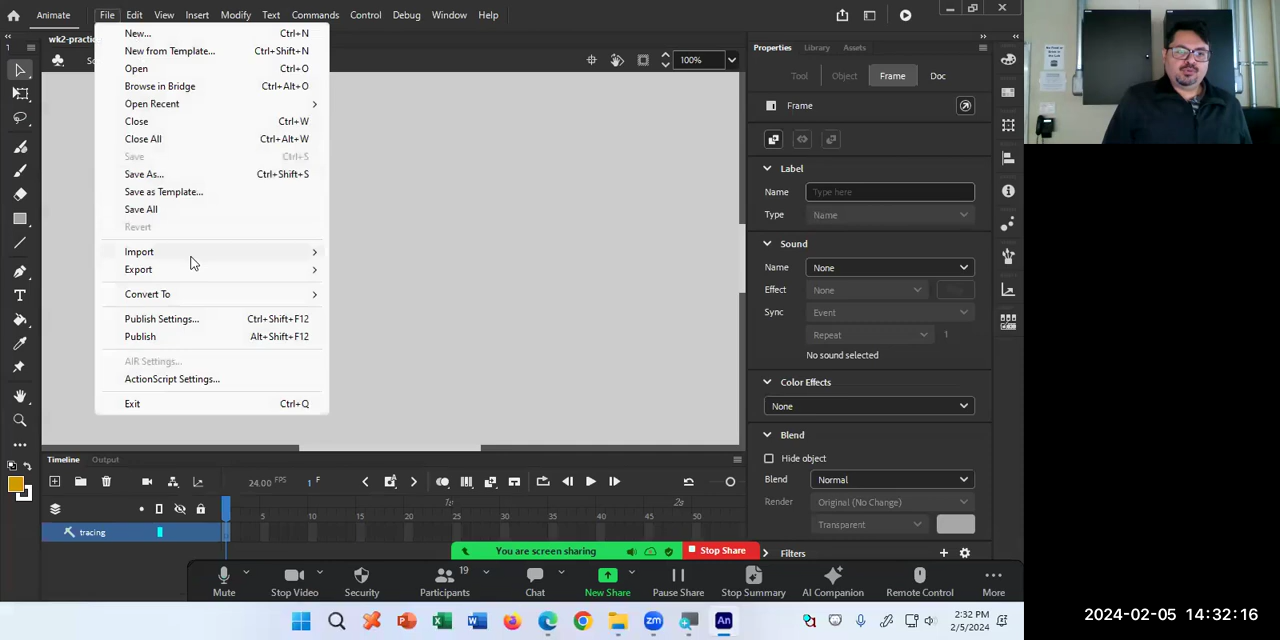 Animate File Edit View Insert Modify Text Commands Control Debug Window Help
wk2-practic
New... Ctrl+N
New from Template... Ctrl+Shift+N
Open Ctrl+O
Browse in Bridge Ctrl+Alt+O
Open Recent
Close Ctrl+W
Close All Ctrl+Alt+W
Save Ctrl+S
Save As... Ctrl+Shift+S
Save as Template...
Save All
Revert
Import
Export
Convert To
Publish Settings... Ctrl+Shift+F12
Publish Alt+Shift+F12
AIR Settings...
ActionScript Settings...
Exit Ctrl+Q
100%
Properties Library Assets
Tool Object Frame Doc
Frame
Label
Name Type here
Type Name
Sound
Name None
Effect None
Sync Event
Repeat 1
No sound selected
Color Effects
None
Blend
Hide object
Blend Normal
Render Original (No Change)
Transparent
Filters
Timeline Output
24.00 FPS 1 F
1s 2s
5 10 15 20 25 30 35 40 45 50
tracing
You are screen sharing Stop Share
19
Mute Stop Video Security Participants Chat New Share Pause Share Stop Summary AI Companion Remote Control More
zm An
2:32 PM
2/5/2024
2024-02-05 14:32:16